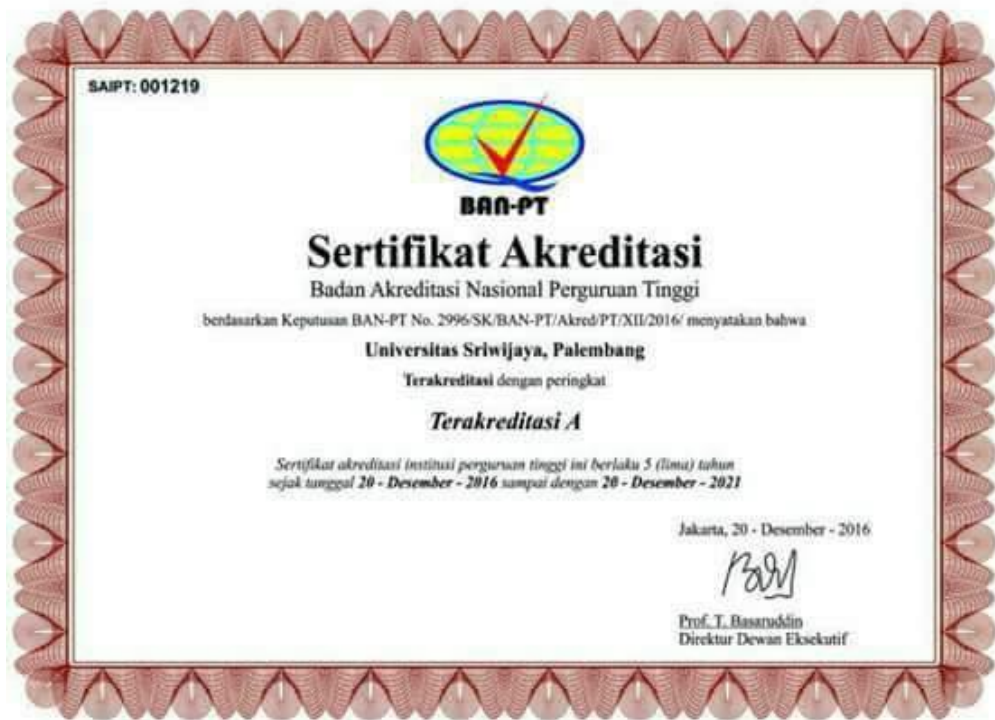 SAIPT: 001219
BAN-PT
Sertifikat Akreditasi
Badan Akreditasi Nasional Perguruan Tinggi
berdasarkan Keputusan BAN-PT No. 2996/SK/BAN-PT/Akred/PT/XII/2016/ menyatakan bahwa
Universitas Sriwijaya, Palembang
Terakreditasi dengan peringkat
Terakreditasi A
Sertifikat akreditasi institusi perguruan tinggi ini berlaku 5 (lima) tahun
sejak tanggal 20 - Desember - 2016 sampai dengan 20 - Desember - 2021
Jakarta, 20 - Desember - 2016
Prof. T. Basaruddin
Direktur Dewan Eksekutif